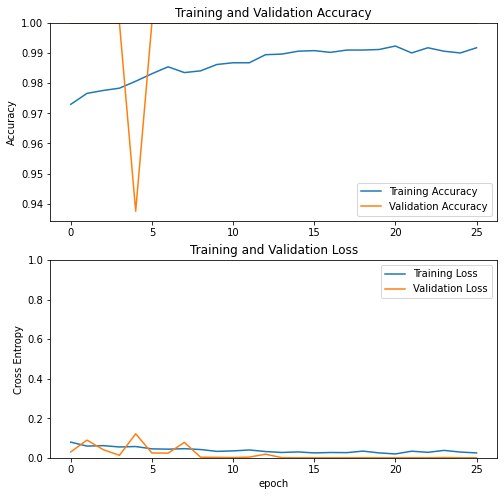 Training and Validation Accuracy
1.00
0.99
0.98
0.97
0.96
0.95
0.94
Accuracy
Training Accuracy
Validation Accuracy
0 5 10 15 20 25
Training and Validation Loss
1.0
0.8
0.6
0.4
0.2
0.0
Cross Entropy
Training Loss
Validation Loss
0 5 10 15 20 25
epoch